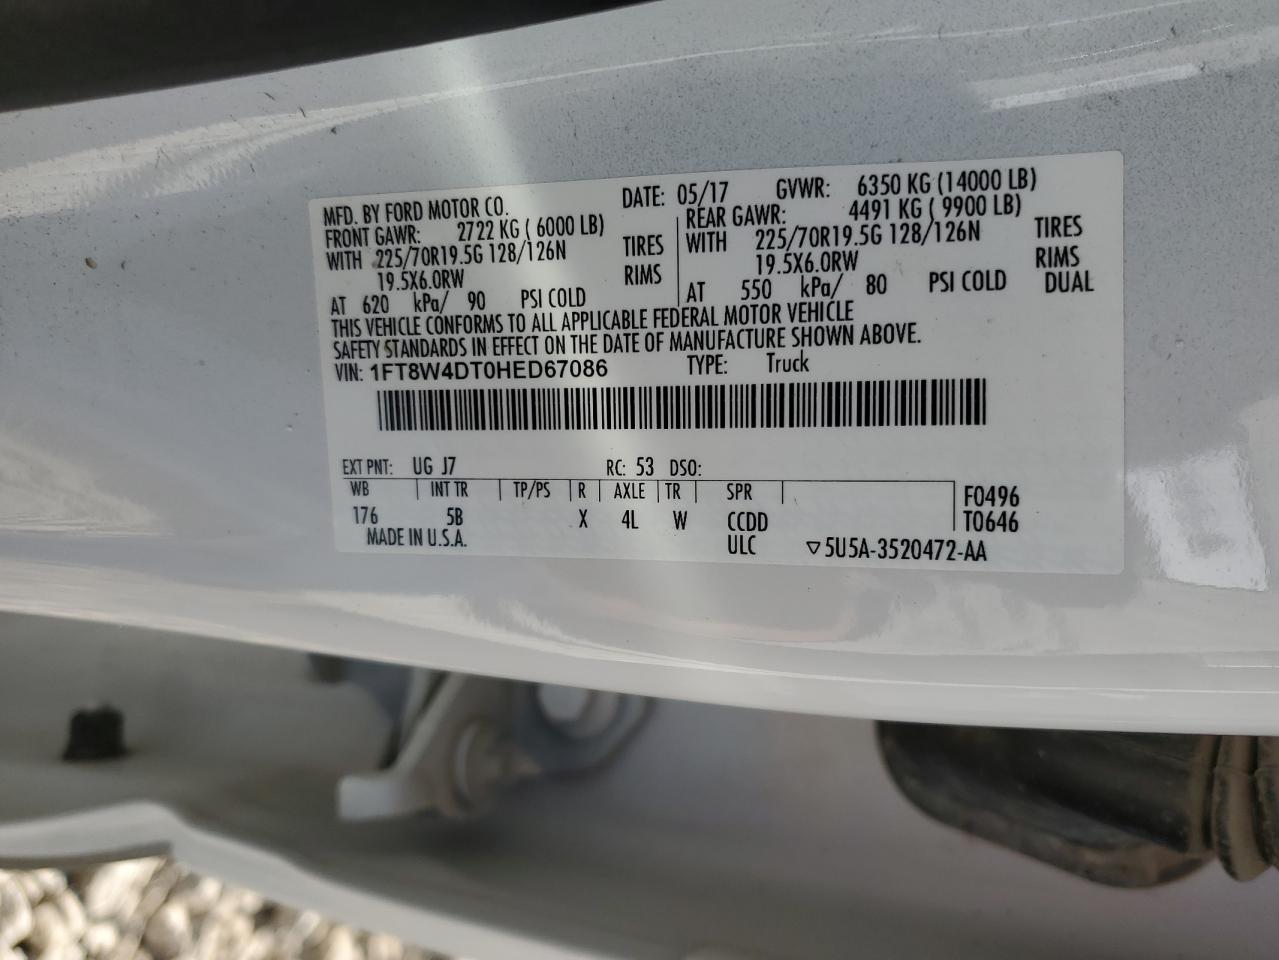 MFD. BY FORD MOTOR CO. DATE: 05/17 GVWR: 6350 KG (14000 LB)
FRONT GAWR: 2722 KG ( 6000 LB) REAR GAWR: 4491 KG ( 9900 LB)
WITH 225/70R19.5G 128/126N TIRES WITH 225/70R19.5G 128/126N TIRES
19.5X6.0RW RIMS 19.5X6.0RW RIMS
AT 620 kPa/ 90 PSI COLD AT 550 kPa/ 80 PSI COLD DUAL
THIS VEHICLE CONFORMS TO ALL APPLICABLE FEDERAL MOTOR VEHICLE
SAFETY STANDARDS IN EFFECT ON THE DATE OF MANUFACTURE SHOWN ABOVE.
VIN: 1FT8W4DT0HED67086 TYPE: Truck
EXT PNT: UG J7 RC: 53 DSO:
WB INT TR TP/PS R AXLE TR SPR F0496
176 5B X 4L W CCDD T0646
MADE IN U.S.A. ULC ▽5U5A-3520472-AA